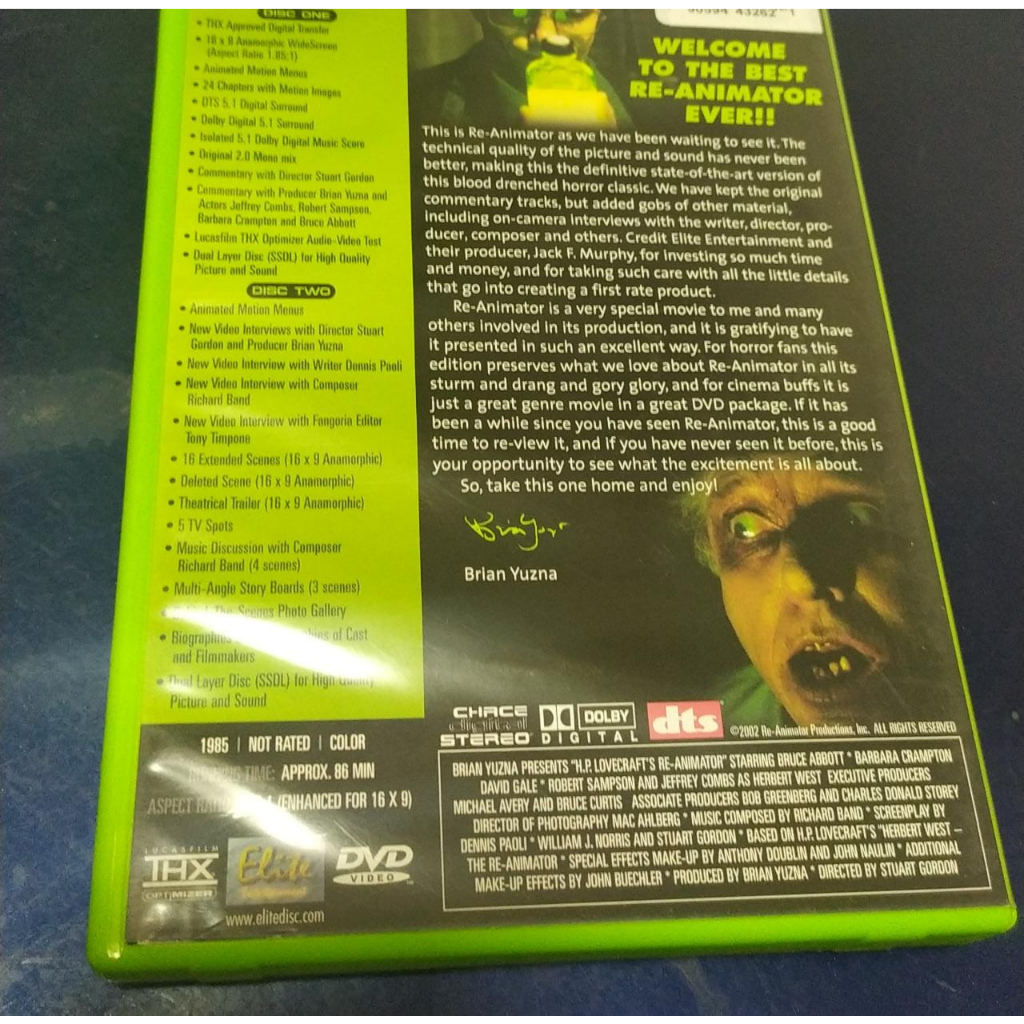 DISC ONE
• THX Approved Digital Transfer
• 16 x 9 Anamorphic WideScreen
(Aspect Ratio 1.85:1)
• Animated Motion Menus
• 24 Chapters with Motion Images
• DTS 5.1 Digital Surround
• Dolby Digital 5.1 Surround
• Isolated 5.1 Dolby Digital Music Score
• Original 2.0 Mono mix
• Commentary with Director Stuart Gordon
• Commentary with Producer Brian Yuzna and
Actors Jeffrey Combs, Robert Sampson,
Barbara Crampton and Bruce Abbott
• Lucasfilm THX Optimizer Audio-Video Test
• Dual Layer Disc (SSDL) for High Quality
Picture and Sound
DISC TWO
• Animated Motion Menus
• New Video Interviews with Director Stuart
Gordon and Producer Brian Yuzna
• New Video Interview with Writer Dennis Paoli
• New Video Interview with Composer
Richard Band
• New Video Interview with Fangoria Editor
Tony Timpone
• 16 Extended Scenes (16 x 9 Anamorphic)
• Deleted Scene (16 x 9 Anamorphic)
• Theatrical Trailer (16 x 9 Anamorphic)
• 5 TV Spots
• Music Discussion with Composer
Richard Band (4 scenes)
• Multi-Angle Story Boards (3 scenes)
• The Scenes Photo Gallery
• Biographies of Cast
and Filmmakers
• Dual Layer Disc (SSDL) for High Quality
Picture and Sound
1985 | NOT RATED | COLOR
TIME: APPROX. 86 MIN
ASPECT (ENHANCED FOR 16 X 9)
LUCASFILM
THX
OPTIMIZER
Elite
DVD
VIDEO
www.elitedisc.com
WELCOME
TO THE BEST
RE-ANIMATOR
EVER!!
This is Re-Animator as we have been waiting to see it. The
technical quality of the picture and sound has never been
better, making this the definitive state-of-the-art version of
this blood drenched horror classic. We have kept the original
commentary tracks, but added gobs of other material,
including on-camera interviews with the writer, director, pro-
ducer, composer and others. Credit Elite Entertainment and
their producer, Jack F. Murphy, for investing so much time
and money, and for taking such care with all the little details
that go into creating a first rate product.
Re-Animator is a very special movie to me and many
others involved in its production, and it is gratifying to have
it presented in such an excellent way. For horror fans this
edition preserves what we love about Re-Animator in all its
sturm and drang and gory glory, and for cinema buffs it is
just a great genre movie in a great DVD package. If it has
been a while since you have seen Re-Animator, this is a good
time to re-view it, and if you have never seen it before, this is
your opportunity to see what the excitement is all about.
So, take this one home and enjoy!
Brian Yuzna
CHACE
digital
STEREO
DOLBY
DIGITAL
dts
©2002 Re-Animator Productions, Inc. ALL RIGHTS RESERVED
BRIAN YUZNA PRESENTS "H.P. LOVECRAFT'S RE-ANIMATOR" STARRING BRUCE ABBOTT * BARBARA CRAMPTON
DAVID GALE * ROBERT SAMPSON AND JEFFREY COMBS AS HERBERT WEST EXECUTIVE PRODUCERS
MICHAEL AVERY AND BRUCE CURTIS ASSOCIATE PRODUCERS BOB GREENBERG AND CHARLES DONALD STOREY
DIRECTOR OF PHOTOGRAPHY MAC AHLBERG * MUSIC COMPOSED BY RICHARD BAND * SCREENPLAY BY
DENNIS PAOLI * WILLIAM J. NORRIS AND STUART GORDON * BASED ON H.P. LOVECRAFT'S "HERBERT WEST –
THE RE-ANIMATOR * SPECIAL EFFECTS MAKE-UP BY ANTHONY DOUBLIN AND JOHN NAULIN * ADDITIONAL
MAKE-UP EFFECTS BY JOHN BUECHLER * PRODUCED BY BRIAN YUZNA * DIRECTED BY STUART GORDON